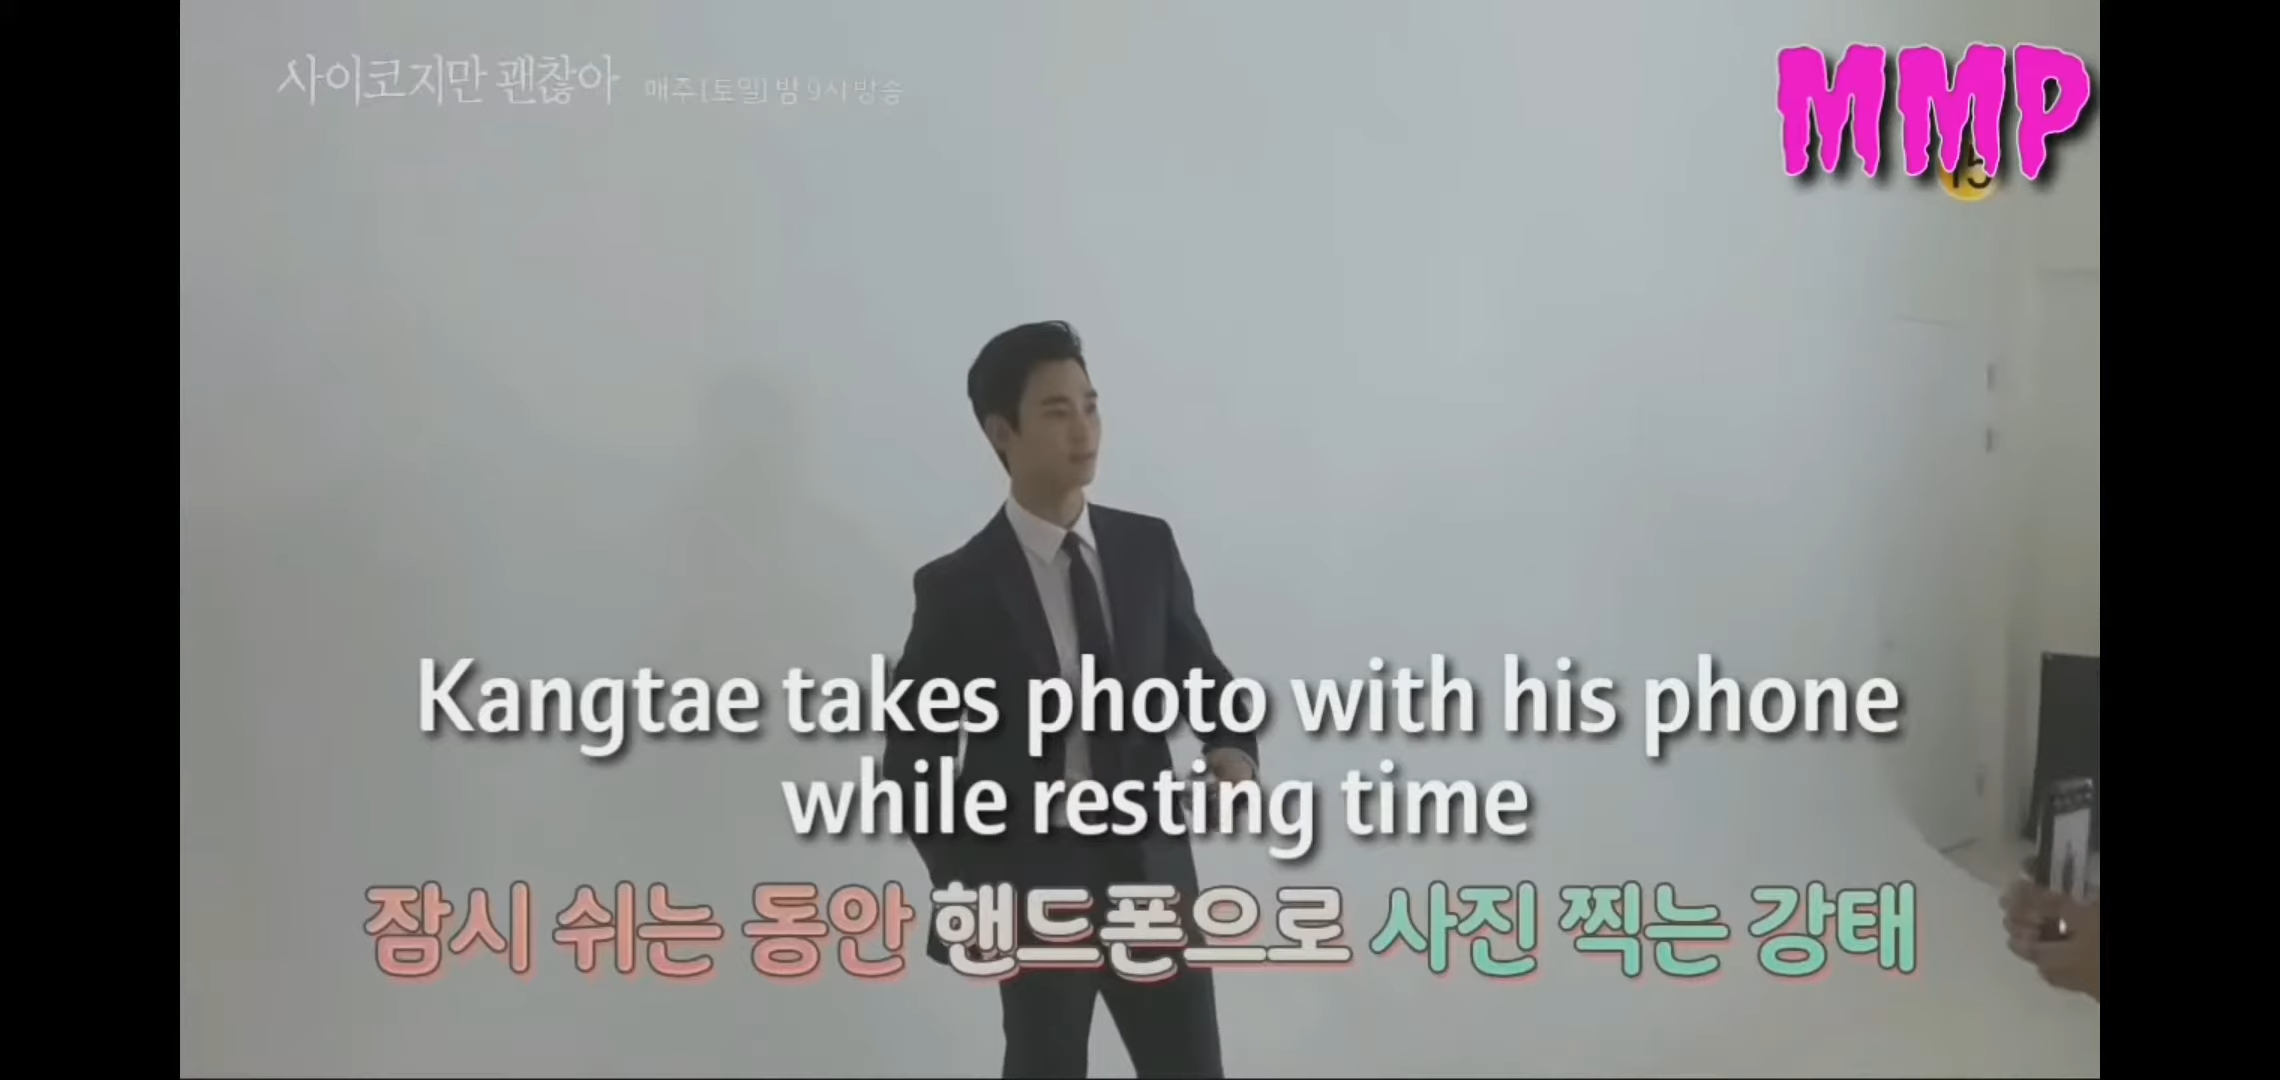 사이코지만 괜찮아 매주[토일] 밤 9시 방송
MMP
15
Kangtae takes photo with his phone
while resting time
잠시 쉬는 동안 핸드폰으로 사진 찍는 강태